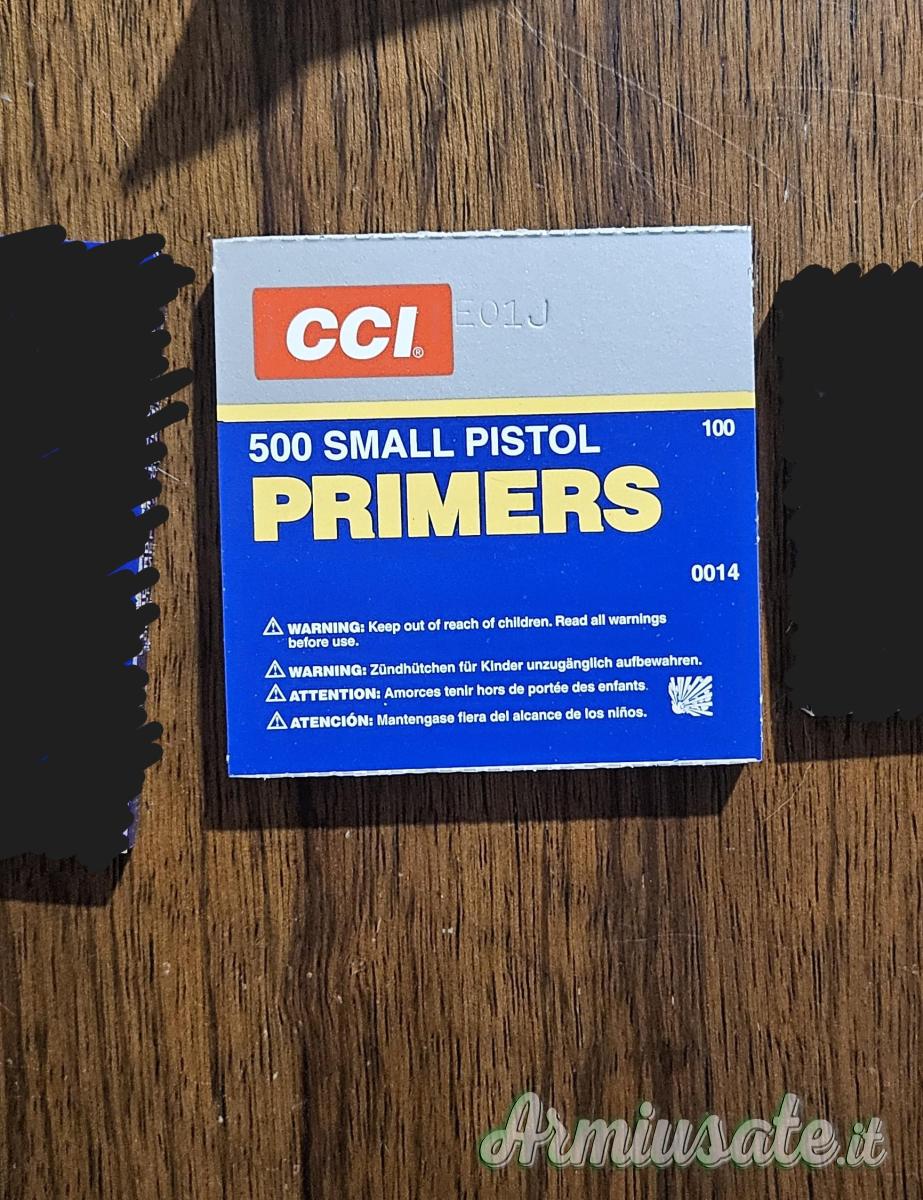 CCI®
E01J
500 SMALL PISTOL
100
PRIMERS
0014
⚠ WARNING: Keep out of reach of children. Read all warnings
before use.
⚠ WARNING: Zündhütchen für Kinder unzugänglich aufbewahren.
⚠ ATTENTION: Amorces tenir hors de portée des enfants.
⚠ ATENCIÓN: Mantengase fiera del alcance de los niños.
Armiusate.it